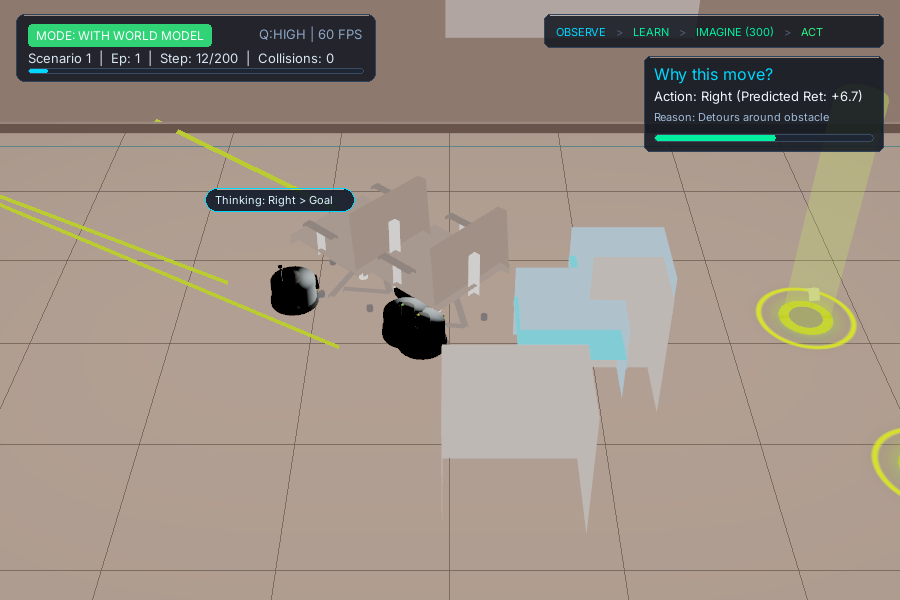 MODE: WITH WORLD MODEL
Q:HIGH | 60 FPS
Scenario 1 | Ep: 1 | Step: 12/200 | Collisions: 0
OBSERVE > LEARN > IMAGINE (300) > ACT
Why this move?
Action: Right (Predicted Ret: +6.7)
Reason: Detours around obstacle
Thinking: Right > Goal